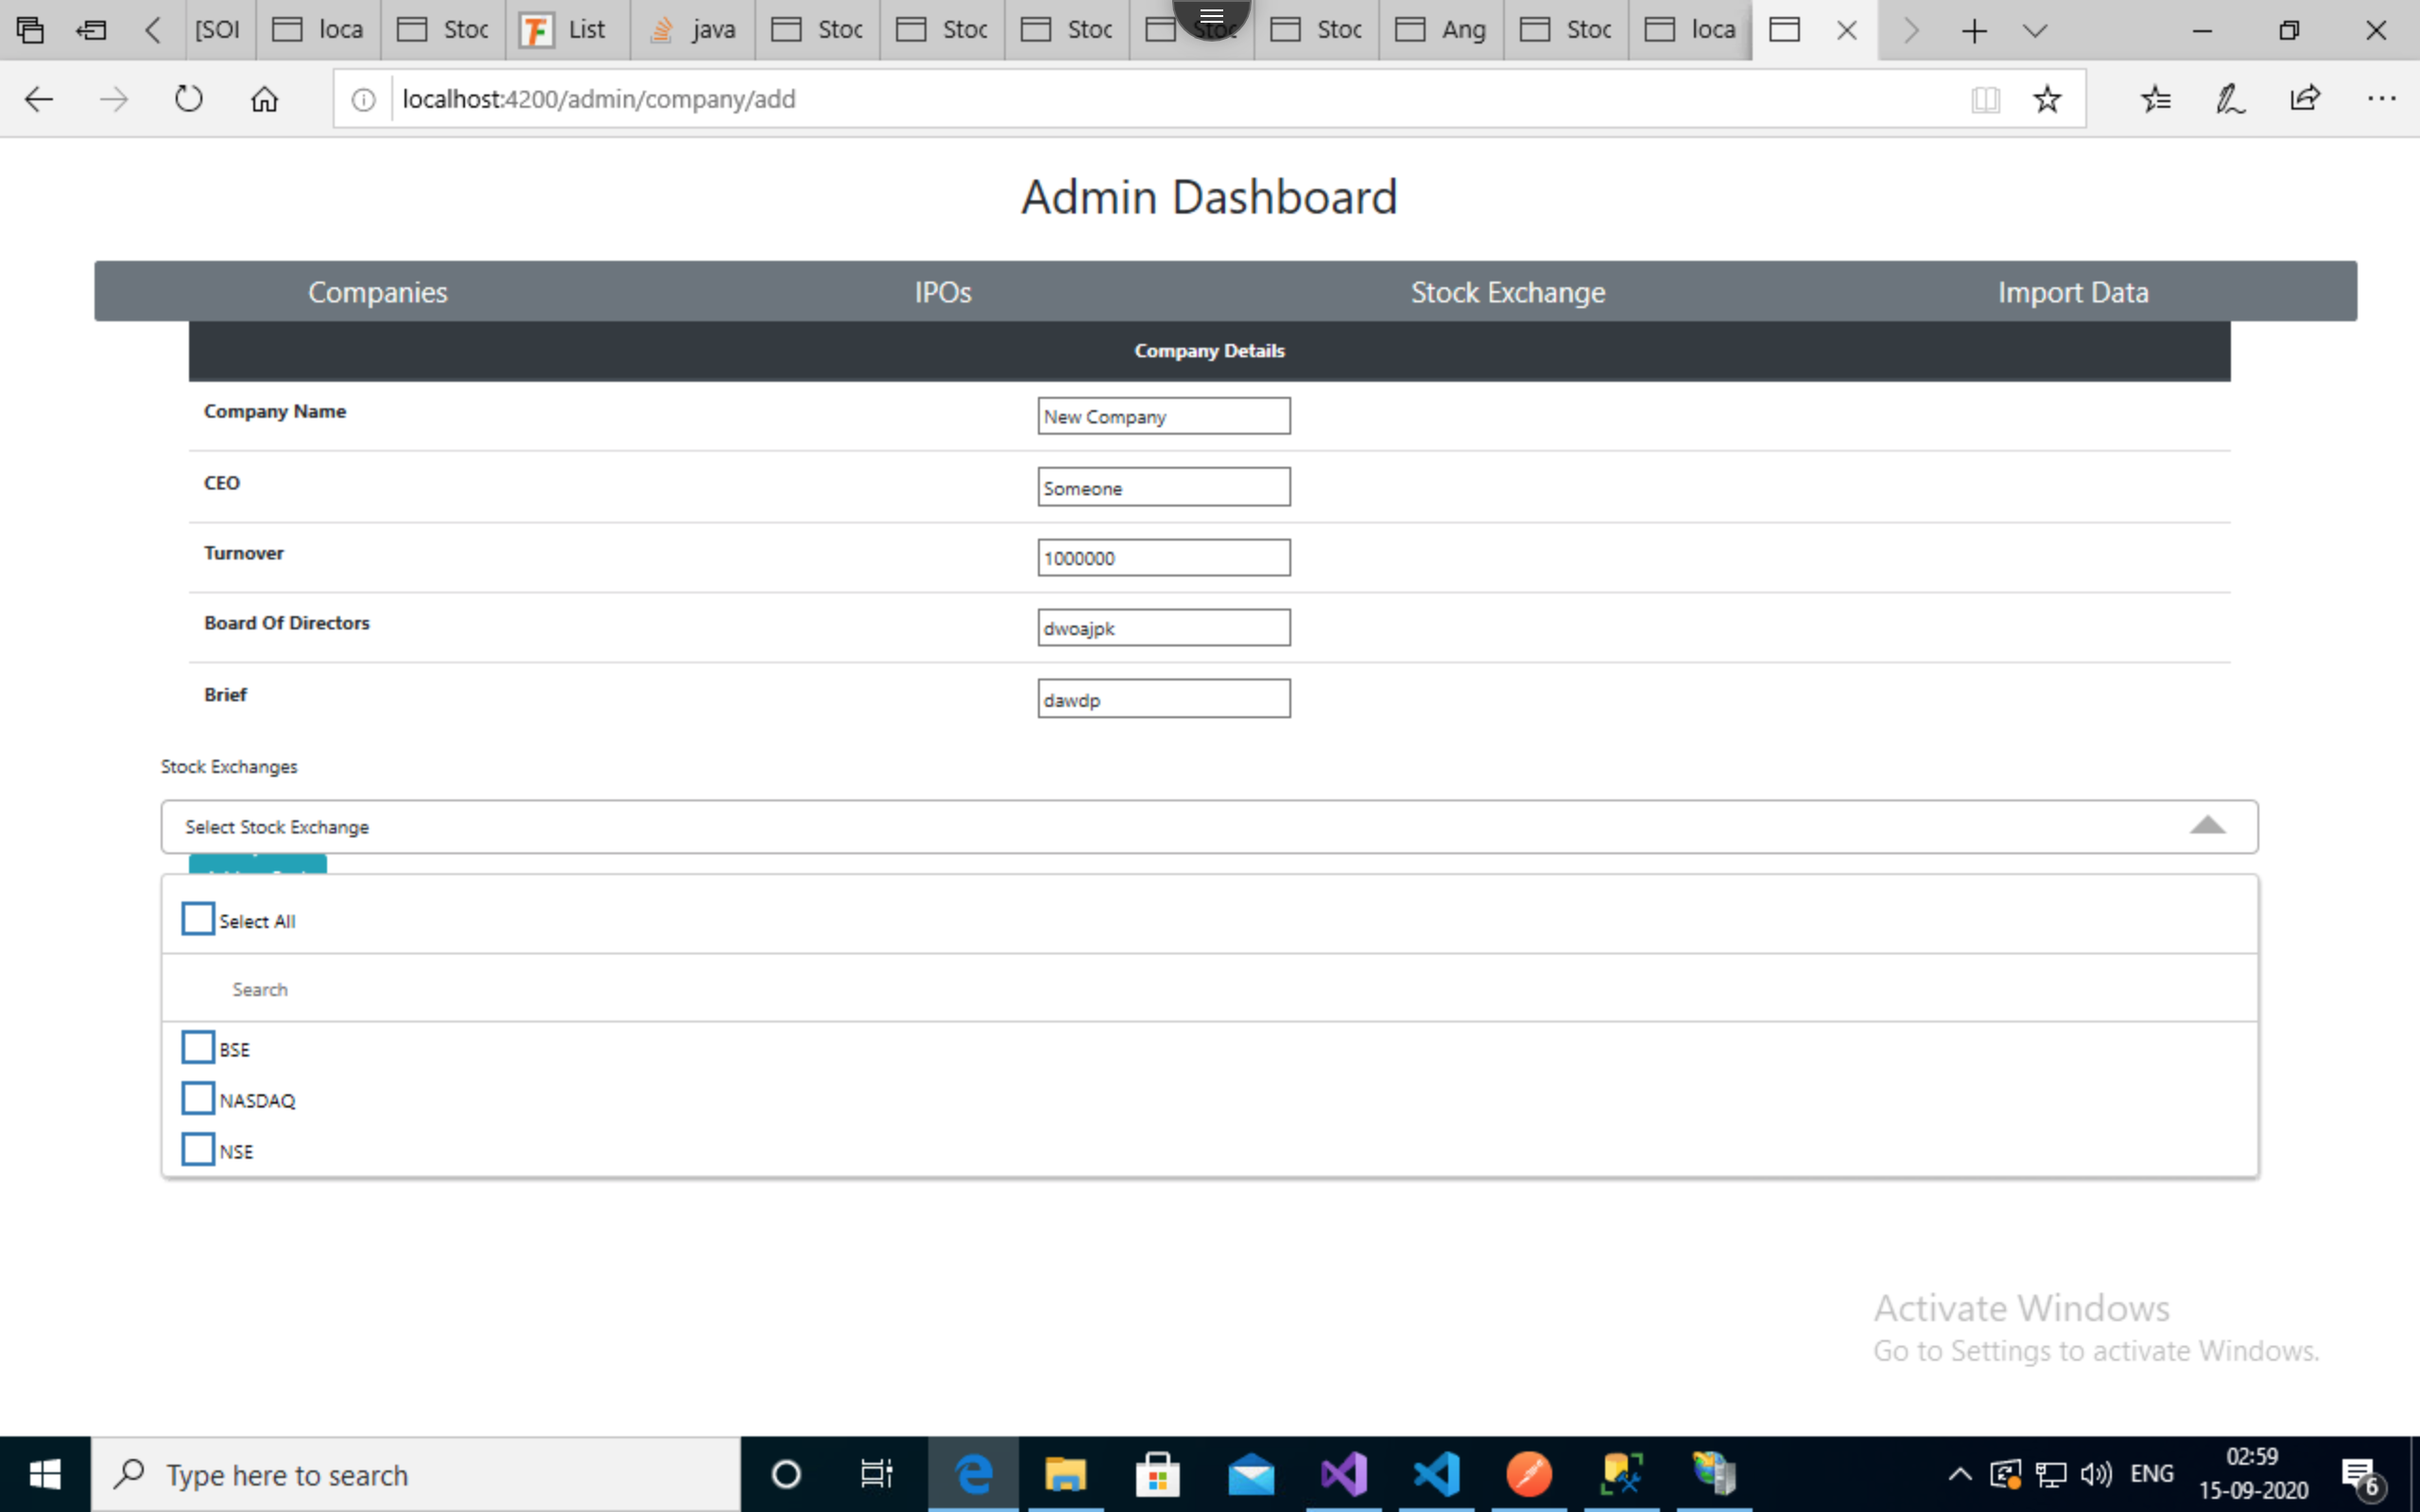 [SOI loca Stoc List java Stoc Stoc Stoc Stoc Stoc Ang Stoc loca
localhost:4200/admin/company/add
Admin Dashboard
Companies IPOs Stock Exchange Import Data
Company Details
Company Name New Company
CEO Someone
Turnover 1000000
Board Of Directors dwoajpk
Brief dawdp
Stock Exchanges
Select Stock Exchange
Select All
Search
BSE
NASDAQ
NSE
Activate Windows
Go to Settings to activate Windows.
Type here to search
ENG
02:59
15-09-2020
6